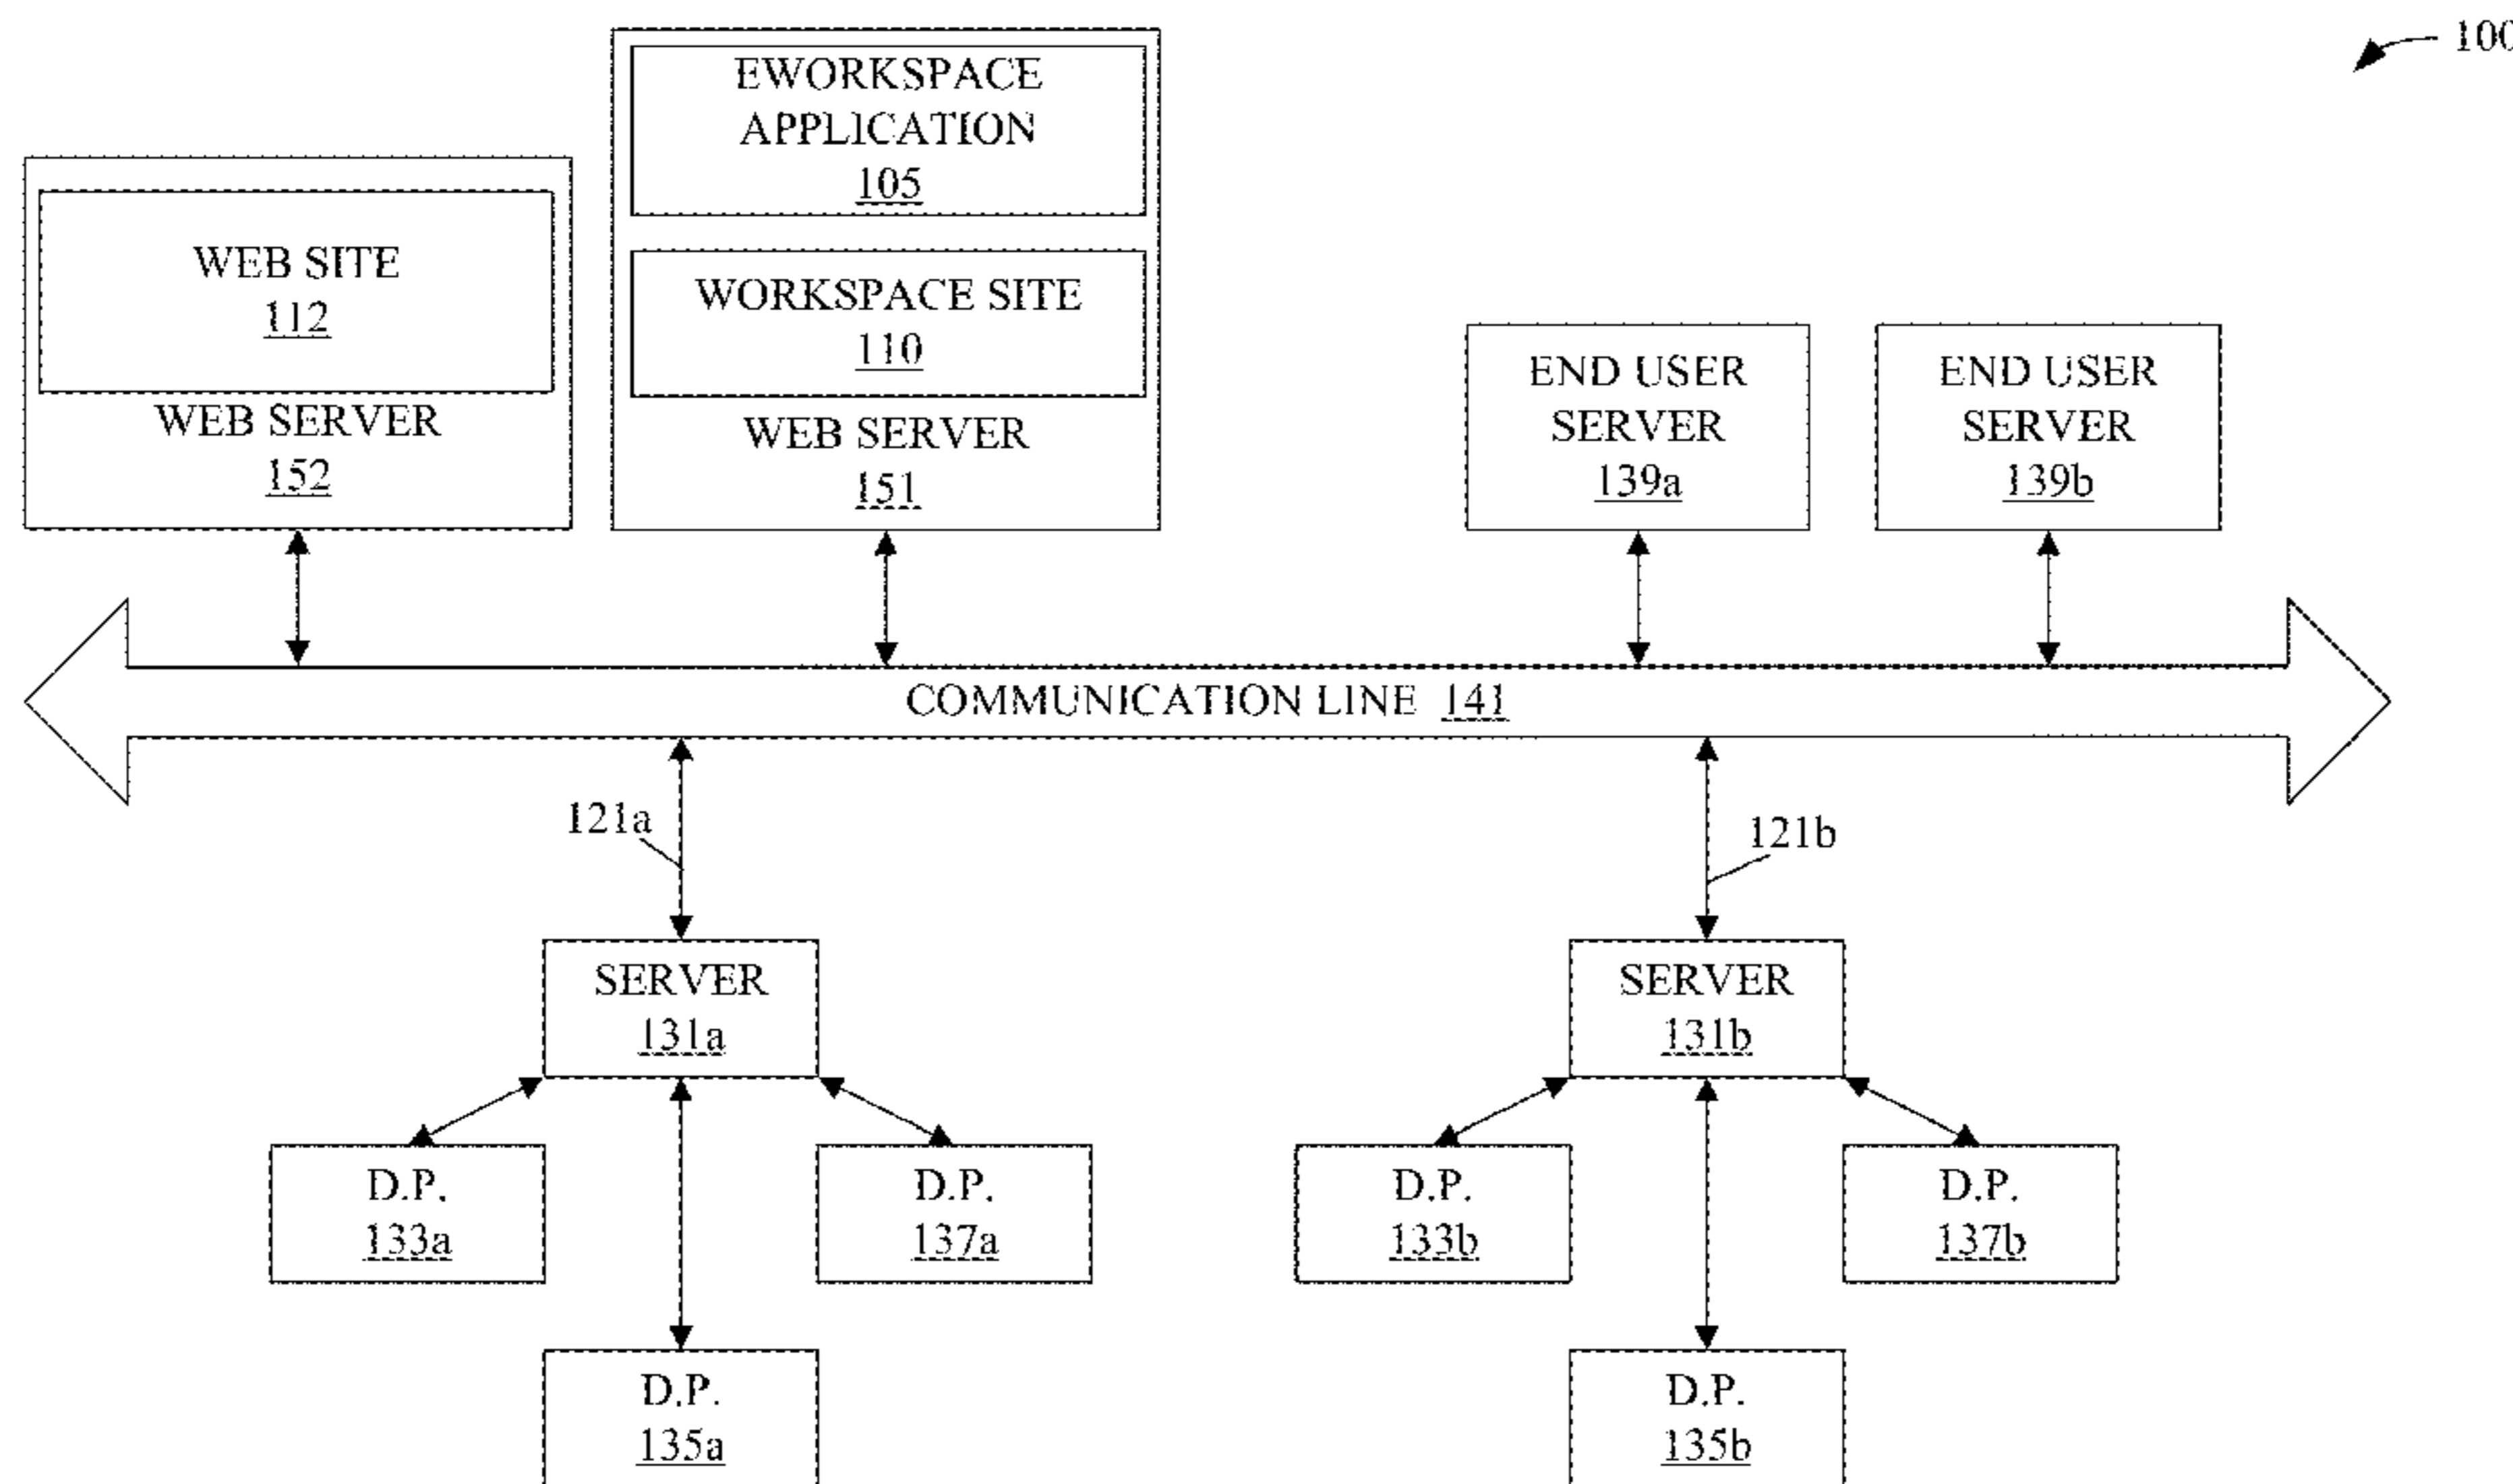 100
EWORKSPACE
APPLICATION
105
WEB SITE
112
WORKSPACE SITE
110
WEB SERVER
152
WEB SERVER
151
END USER
SERVER
139a
END USER
SERVER
139b
COMMUNICATION LINE 141
121a
121b
SERVER
131a
SERVER
131b
D.P.
133a
D.P.
137a
D.P.
133b
D.P.
137b
D.P.
135a
D.P.
135b